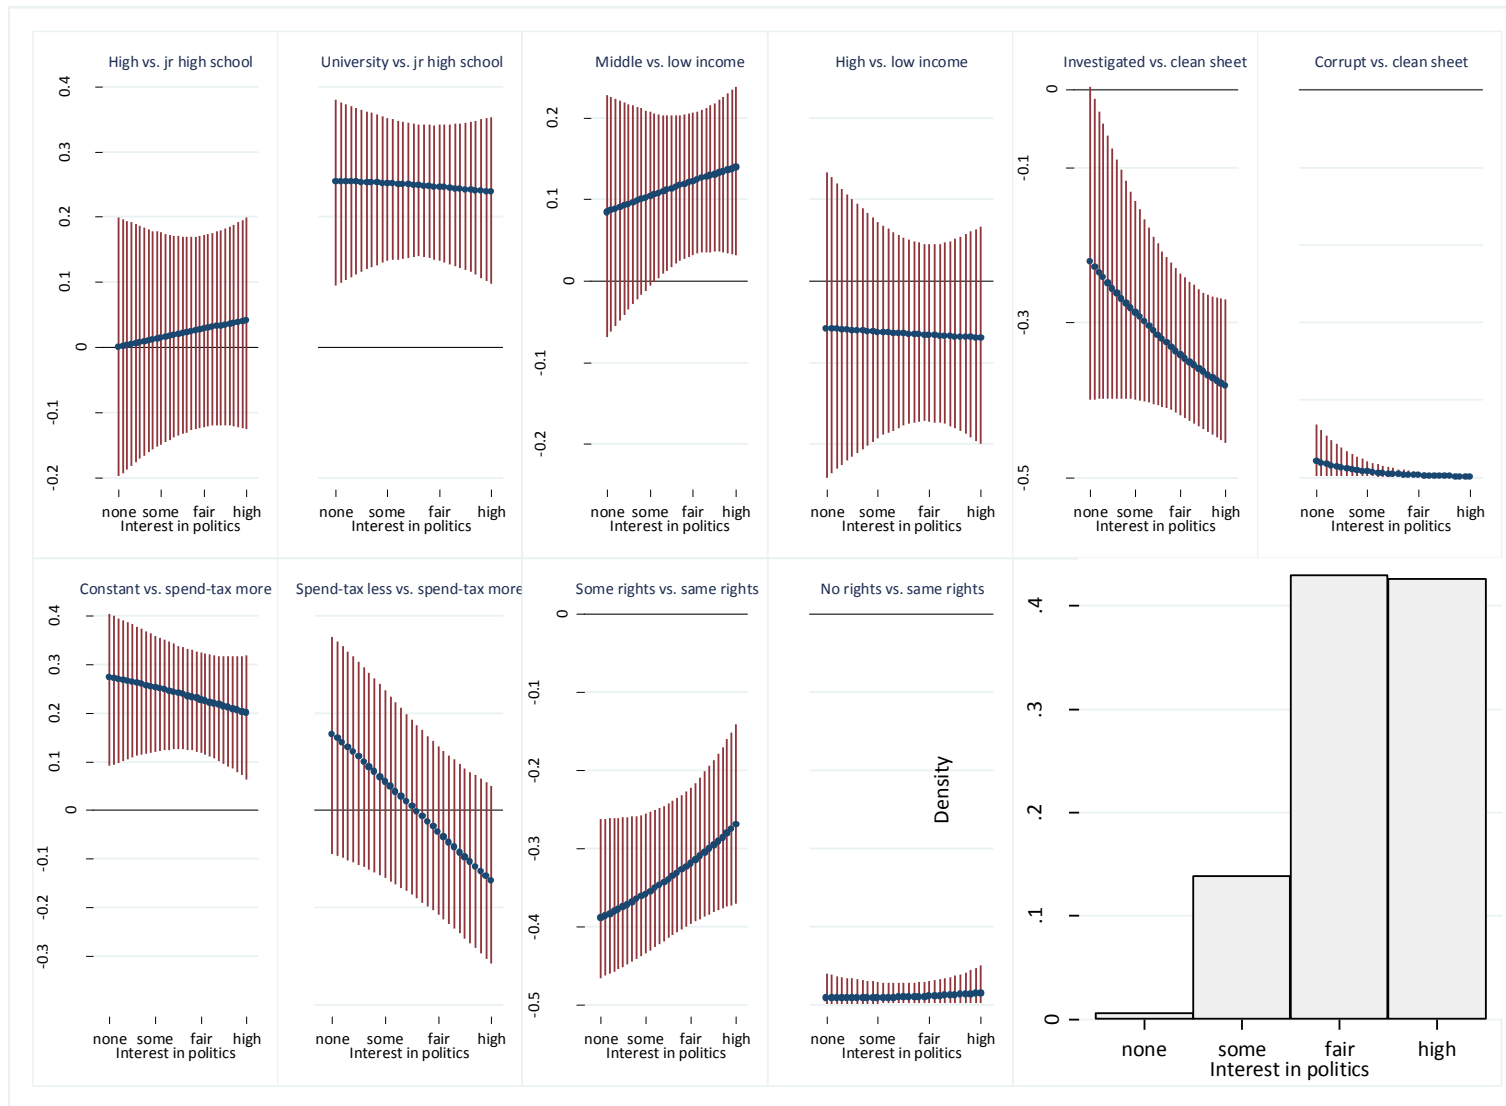 High vs. jr high school
0.4
0.3
0.2
0.1
0
-0.1
-0.2
none some fair high
Interest in politics
University vs. jr high school
none some fair high
Interest in politics
Middle vs. low income
0.2
0.1
0
-0.1
-0.2
none some fair high
Interest in politics
High vs. low income
none some fair high
Interest in politics
Investigated vs. clean sheet
0
-0.1
-0.3
-0.5
none some fair high
Interest in politics
Corrupt vs. clean sheet
none some fair high
Interest in politics
Constant vs. spend-tax more
0.4
0.3
0.2
0.1
0
-0.1
-0.2
-0.3
none some fair high
Interest in politics
Spend-tax less vs. spend-tax more
none some fair high
Interest in politics
Some rights vs. same rights
0
-0.1
-0.2
-0.3
-0.4
-0.5
none some fair high
Interest in politics
No rights vs. same rights
none some fair high
Interest in politics
Density
.4
.3
.2
.1
0
none some fair high
Interest in politics